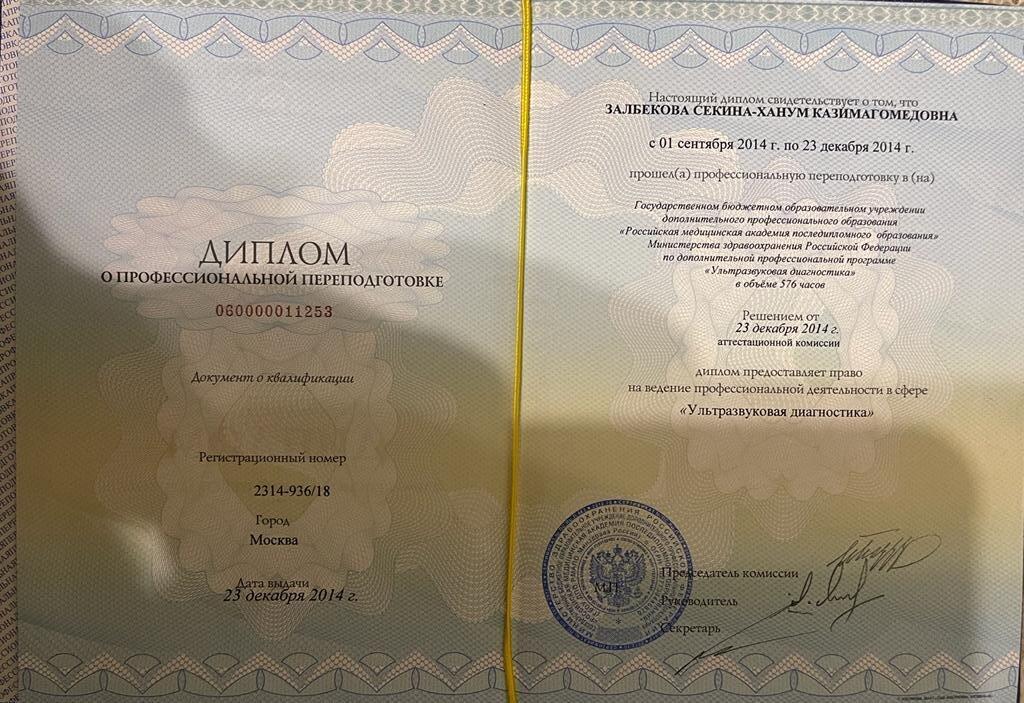 ДИПЛОМ
О ПРОФЕССИОНАЛЬНОЙ ПЕРЕПОДГОТОВКЕ
060000011253
Документ о квалификации
Регистрационный номер
2314-936/18
Город
Москва
Дата выдачи
23 декабря 2014 г.
Настоящий диплом свидетельствует о том, что
ЗАЛБЕКОВА СЕКИНА-ХАНУМ КАЗИМАГОМЕДОВНА
с 01 сентября 2014 г. по 23 декабря 2014 г.
прошел(а) профессиональную переподготовку в (на)
Государственном бюджетном образовательном учреждении
дополнительного профессионального образования
«Российская медицинская академия последипломного образования»
Министерства здравоохранения Российской Федерации
по дополнительной профессиональной программе
«Ультразвуковая диагностика»
в объёме 576 часов
Решением от
23 декабря 2014 г.
аттестационной комиссии
диплом предоставляет право
на ведение профессиональной деятельности в сфере
«Ультразвуковая диагностика»
М.П.
Председатель комиссии
Руководитель
Секретарь